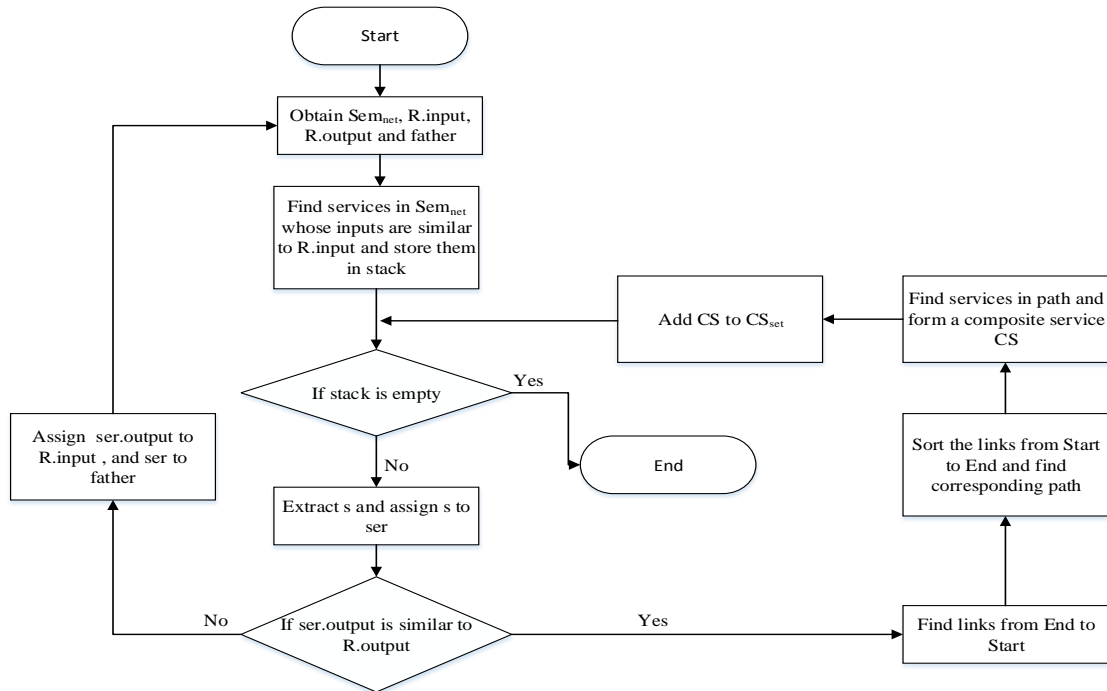 Start
Obtain Semnet, R.input,
R.output and father
Find services in Semnet
whose inputs are similar
to R.input and store them
in stack
Add CS to CSset
Find services in path and
form a composite service
CS
If stack is empty
Yes
Assign ser.output to
R.input , and ser to
father
No
End
Sort the links from Start
to End and find
corresponding path
Extract s and assign s to
ser
No
If ser.output is similar to
R.output
Yes
Find links from End to
Start